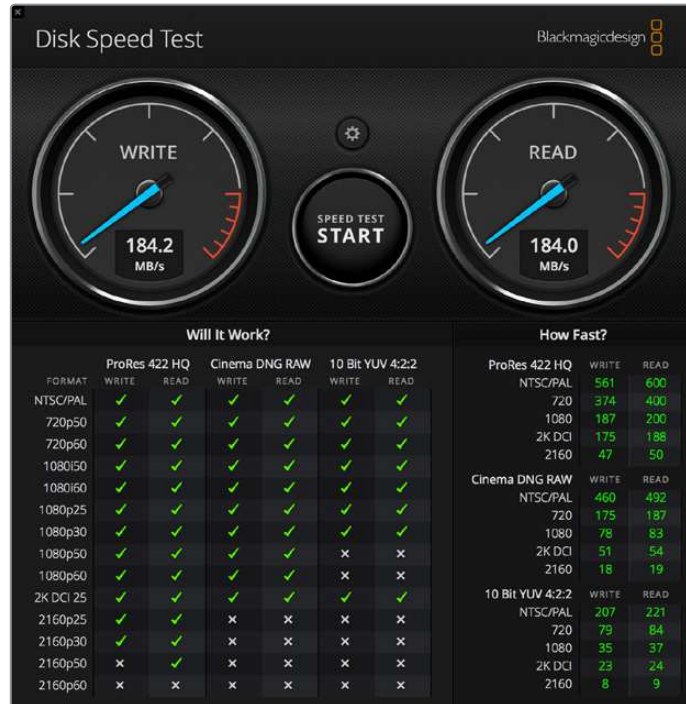 Disk Speed Test
Blackmagicdesign
WRITE
184.2
MB/s
SPEED TEST
START
READ
184.0
MB/s
Will It Work?
ProRes 422 HQ Cinema DNG RAW 10 Bit YUV 4:2:2
FORMAT WRITE READ WRITE READ WRITE READ
NTSC/PAL ✓ ✓ ✓ ✓ ✓ ✓
720p50 ✓ ✓ ✓ ✓ ✓ ✓
720p60 ✓ ✓ ✓ ✓ ✓ ✓
1080i50 ✓ ✓ ✓ ✓ ✓ ✓
1080i60 ✓ ✓ ✓ ✓ ✓ ✓
1080p25 ✓ ✓ ✓ ✓ ✓ ✓
1080p30 ✓ ✓ ✓ ✓ ✓ ✓
1080p50 ✓ ✓ ✓ ✓ × ×
1080p60 ✓ ✓ ✓ ✓ × ×
2K DCI 25 ✓ ✓ ✓ ✓ ✓ ✓
2160p25 ✓ ✓ × × × ×
2160p30 ✓ ✓ × × × ×
2160p50 × ✓ × × × ×
2160p60 × × × × × ×
How Fast?
ProRes 422 HQ WRITE READ
NTSC/PAL 561 600
720 374 400
1080 187 200
2K DCI 175 188
2160 47 50
Cinema DNG RAW WRITE READ
NTSC/PAL 460 492
720 175 187
1080 78 83
2K DCI 51 54
2160 18 19
10 Bit YUV 4:2:2 WRITE READ
NTSC/PAL 207 221
720 79 84
1080 35 37
2K DCI 23 24
2160 8 9